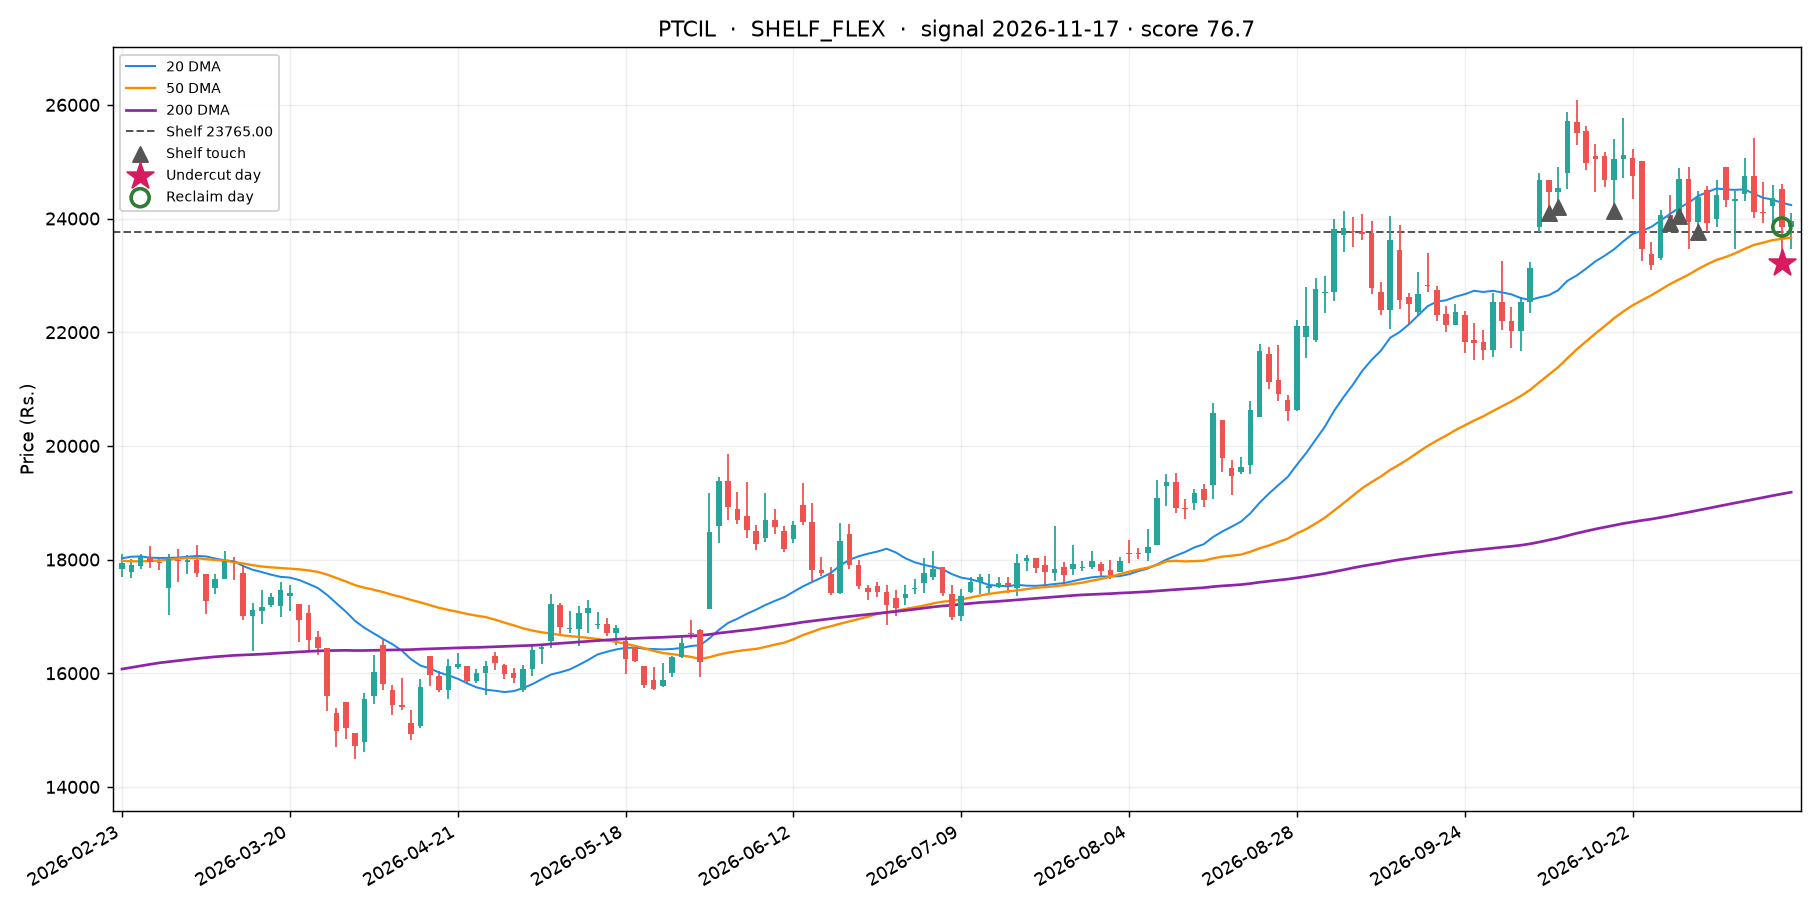 PTCIL · SHELF_FLEX · signal 2026-11-17 · score 76.7
20 DMA
50 DMA
200 DMA
Shelf 23765.00
Shelf touch
Undercut day
Reclaim day
Price (Rs.)
26000
24000
22000
20000
18000
16000
14000
2026-02-23
2026-03-20
2026-04-21
2026-05-18
2026-06-12
2026-07-09
2026-08-04
2026-08-28
2026-09-24
2026-10-22